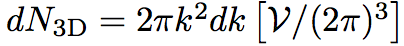 dN_{3D} = 2πk^2 dk [𝒱/(2π)^3]